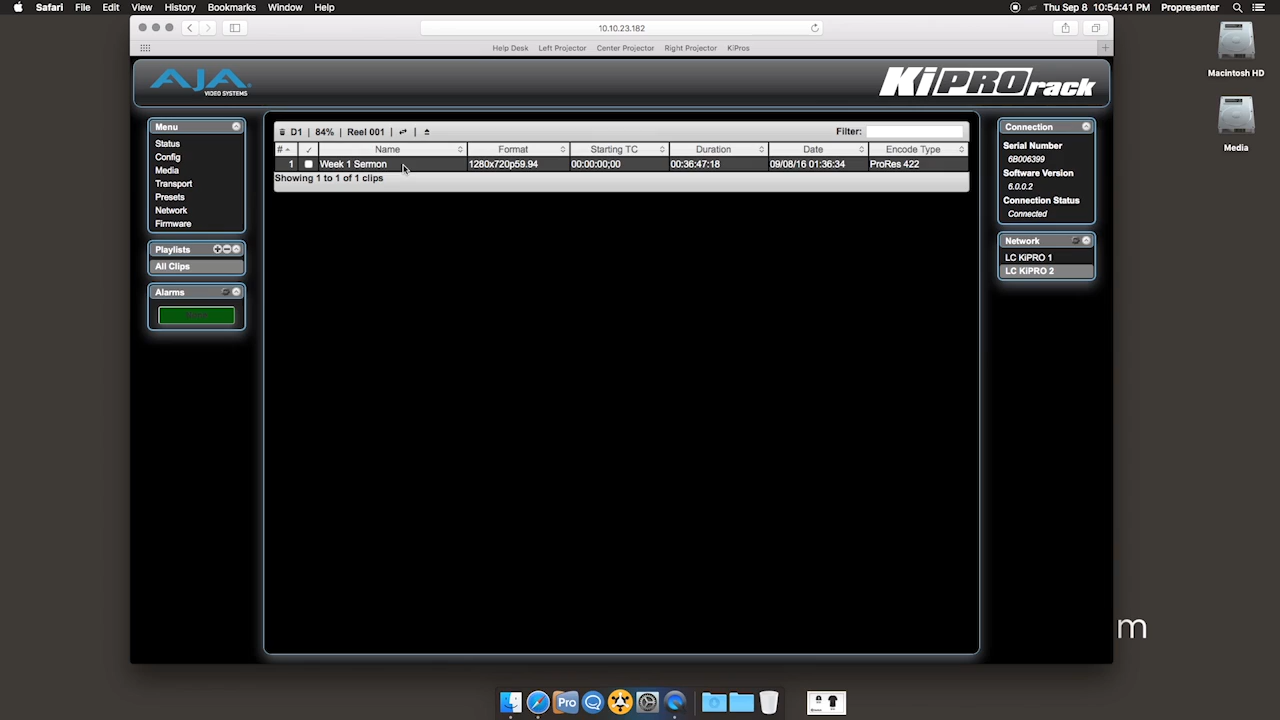 Safari File Edit View History Bookmarks Window Help
Thu Sep 8 10:54:41 PM Propresenter
10.10.23.182
Help Desk Left Projector Center Projector Right Projector KiPros
Macintosh HD
Media
AJA
VIDEO SYSTEMS
KiPRO rack
Menu
Status
Config
Media
Transport
Presets
Network
Firmware
Playlists
All Clips
Alarms
D1 | 84% | Reel 001 | |
Filter:
# ✓ Name Format Starting TC Duration Date Encode Type
1 Week 1 Sermon 1280x720p59.94 00:00:00;00 00:36:47:18 09/08/16 01:36:34 ProRes 422
Showing 1 to 1 of 1 clips
Connection
Serial Number
6B006399
Software Version
6.0.0.2
Connection Status
Connected
Network
LC KiPRO 1
LC KiPRO 2
m
Pro